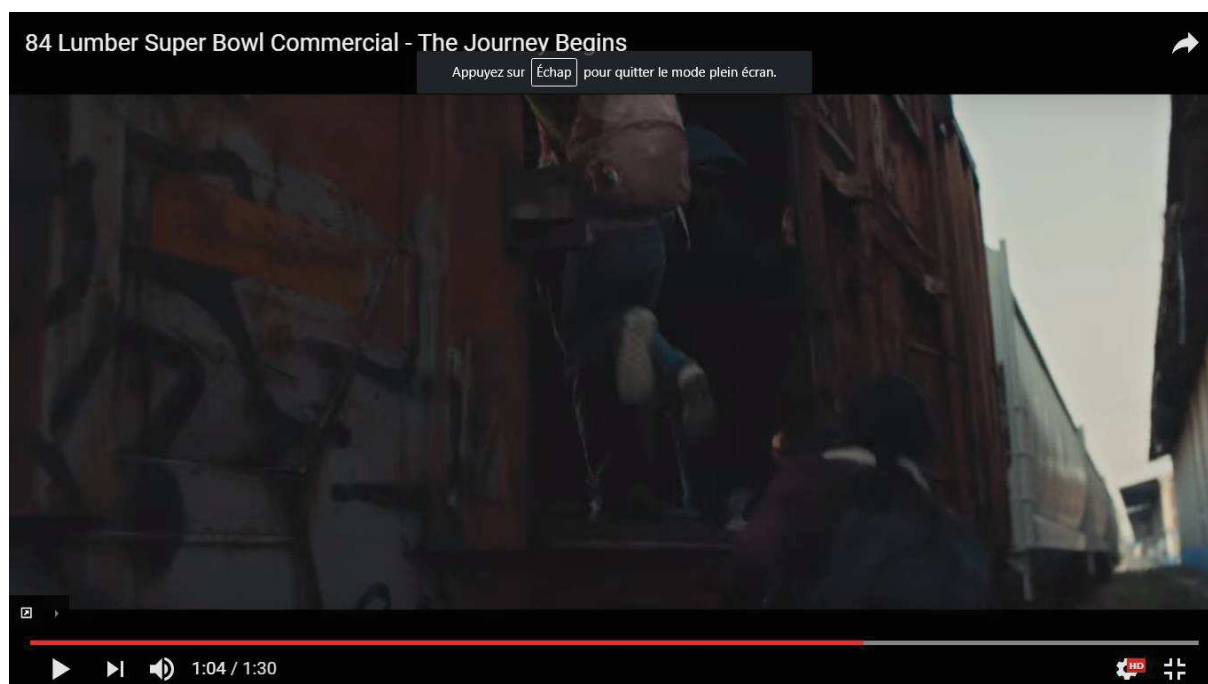 84 Lumber Super Bowl Commercial - The Journey Begins
Appuyez sur Échap pour quitter le mode plein écran.
1:04 / 1:30
HD